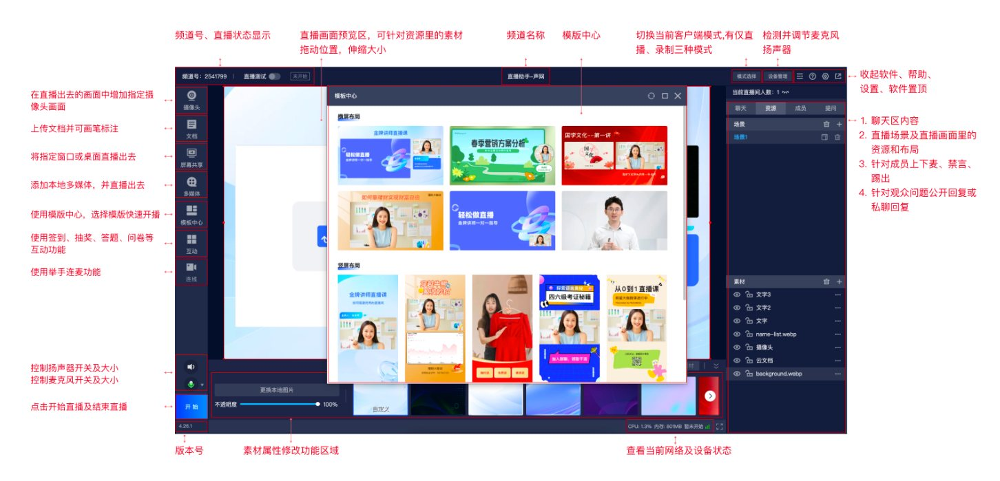 频道号、直播状态显示
直播画面预览区，可针对资源里的素材
拖动位置，伸缩大小
频道名称
模版中心
切换当前客户端模式,有仅直
播、录制三种模式
检测并调节麦克风
扬声器
频道号：2541799
直播测试
未开始
直播助手-声网
模式选择
设备管理
收起软件、帮助、
设置、软件置顶
在直播出去的画面中增加指定摄
像头画面
上传文档并可画笔标注
将指定窗口或桌面直播出去
添加本地多媒体，并直播出去
使用模版中心，选择模版快速开播
使用签到、抽奖、答题、问卷等
互动功能
使用举手连麦功能
控制扬声器开关及大小
控制麦克风开关及大小
点击开始直播及结束直播
摄像头
文档
屏幕共享
多媒体
模板中心
互动
连线
开 始
4.26.1
模板中心
横屏布局
金牌讲师直播课
轻松做直播
金牌讲师一对一指导
春季营销方案分析
国学文化--第一讲
国学
文化
如何靠理财实现财富自由
轻松做直播
金牌讲师一对一指导
竖屏布局
金牌讲师直播课
探索语言奥秘
四六级考证秘籍
加入群聊，领取干货
从0到1直播课
当前直播间人数：1
聊天
资源
成员
提问
场景
场景1
素材
文字3
文字2
文字
name-list.webp
摄像头
云文档
background.webp
1. 聊天区内容
2. 直播场景及直播画面里的
资源和布局
3. 针对成员上下麦、禁言、
踢出
4. 针对观众问题公开回复或
私聊回复
更换本地图片
不透明度
100%
自定义
CPU: 1.3% 内存: 801MB 暂未开始
版本号
素材属性修改功能区域
查看当前网络及设备状态